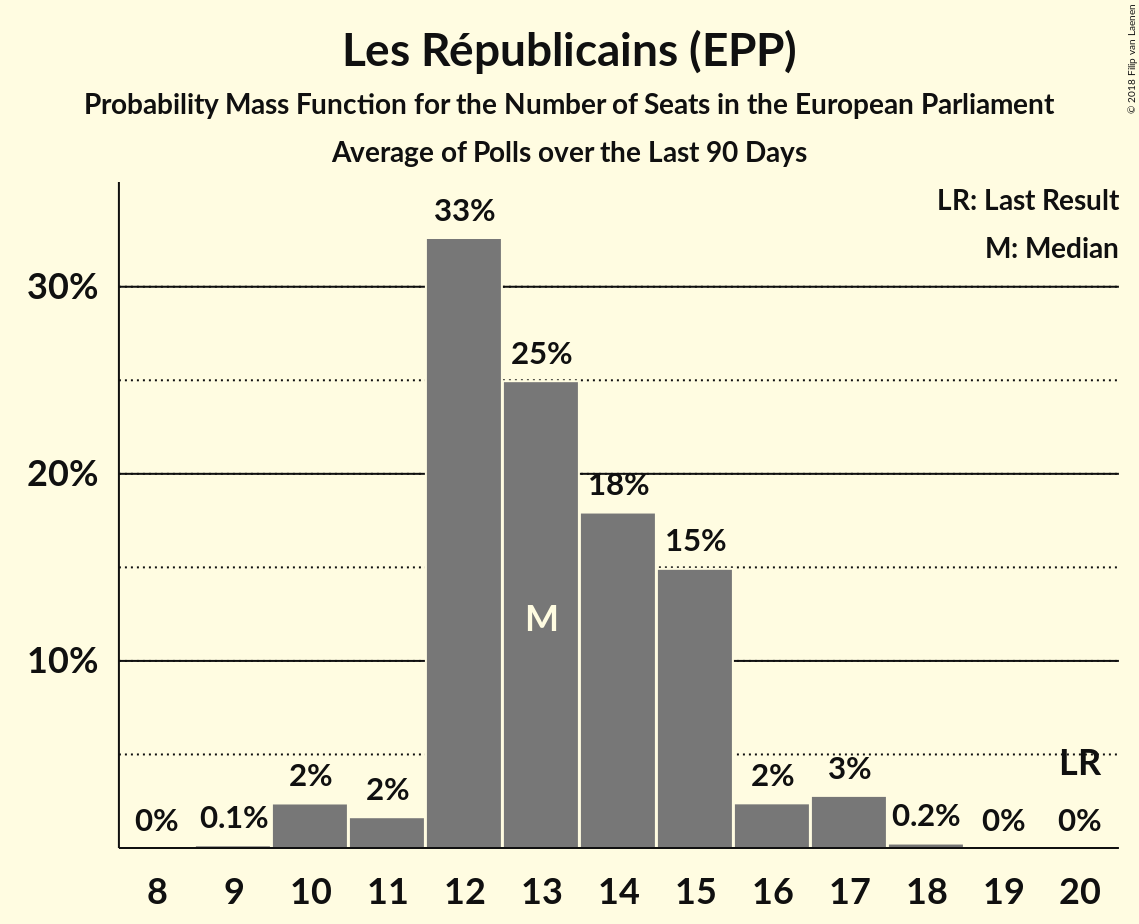 Les Républicains (EPP)
Probability Mass Function for the Number of Seats in the European Parliament
Average of Polls over the Last 90 Days
© 2018 Filip van Laenen
LR: Last Result
M: Median
33%
30%
25%
20%
18%
15%
M
10%
LR
0% 0.1% 2% 2% 2% 3% 0.2% 0% 0%
8 9 10 11 12 13 14 15 16 17 18 19 20